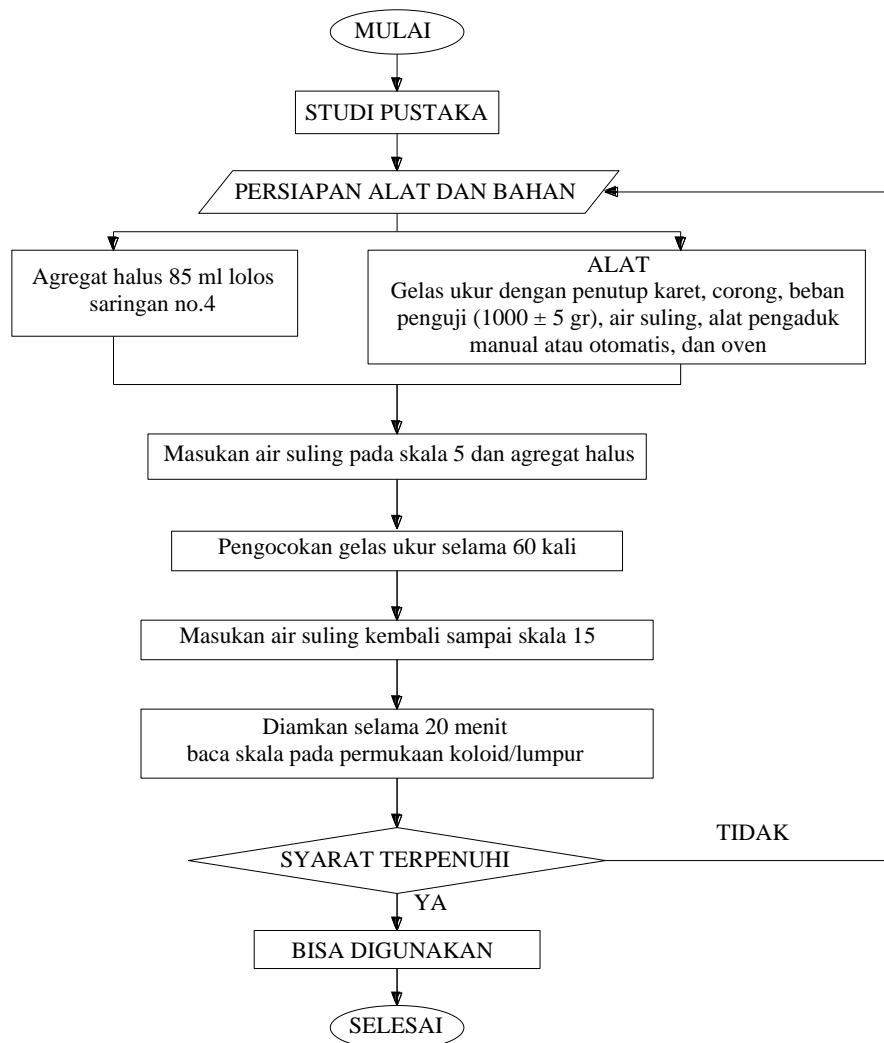 MULAI
STUDI PUSTAKA
PERSIAPAN ALAT DAN BAHAN
Agregat halus 85 ml lolos
saringan no.4
ALAT
Gelas ukur dengan penutup karet, corong, beban
penguji (1000 ± 5 gr), air suling, alat pengaduk
manual atau otomatis, dan oven
Masukan air suling pada skala 5 dan agregat halus
Pengocokan gelas ukur selama 60 kali
Masukan air suling kembali sampai skala 15
Diamkan selama 20 menit
baca skala pada permukaan koloid/lumpur
SYARAT TERPENUHI
TIDAK
YA
BISA DIGUNAKAN
SELESAI